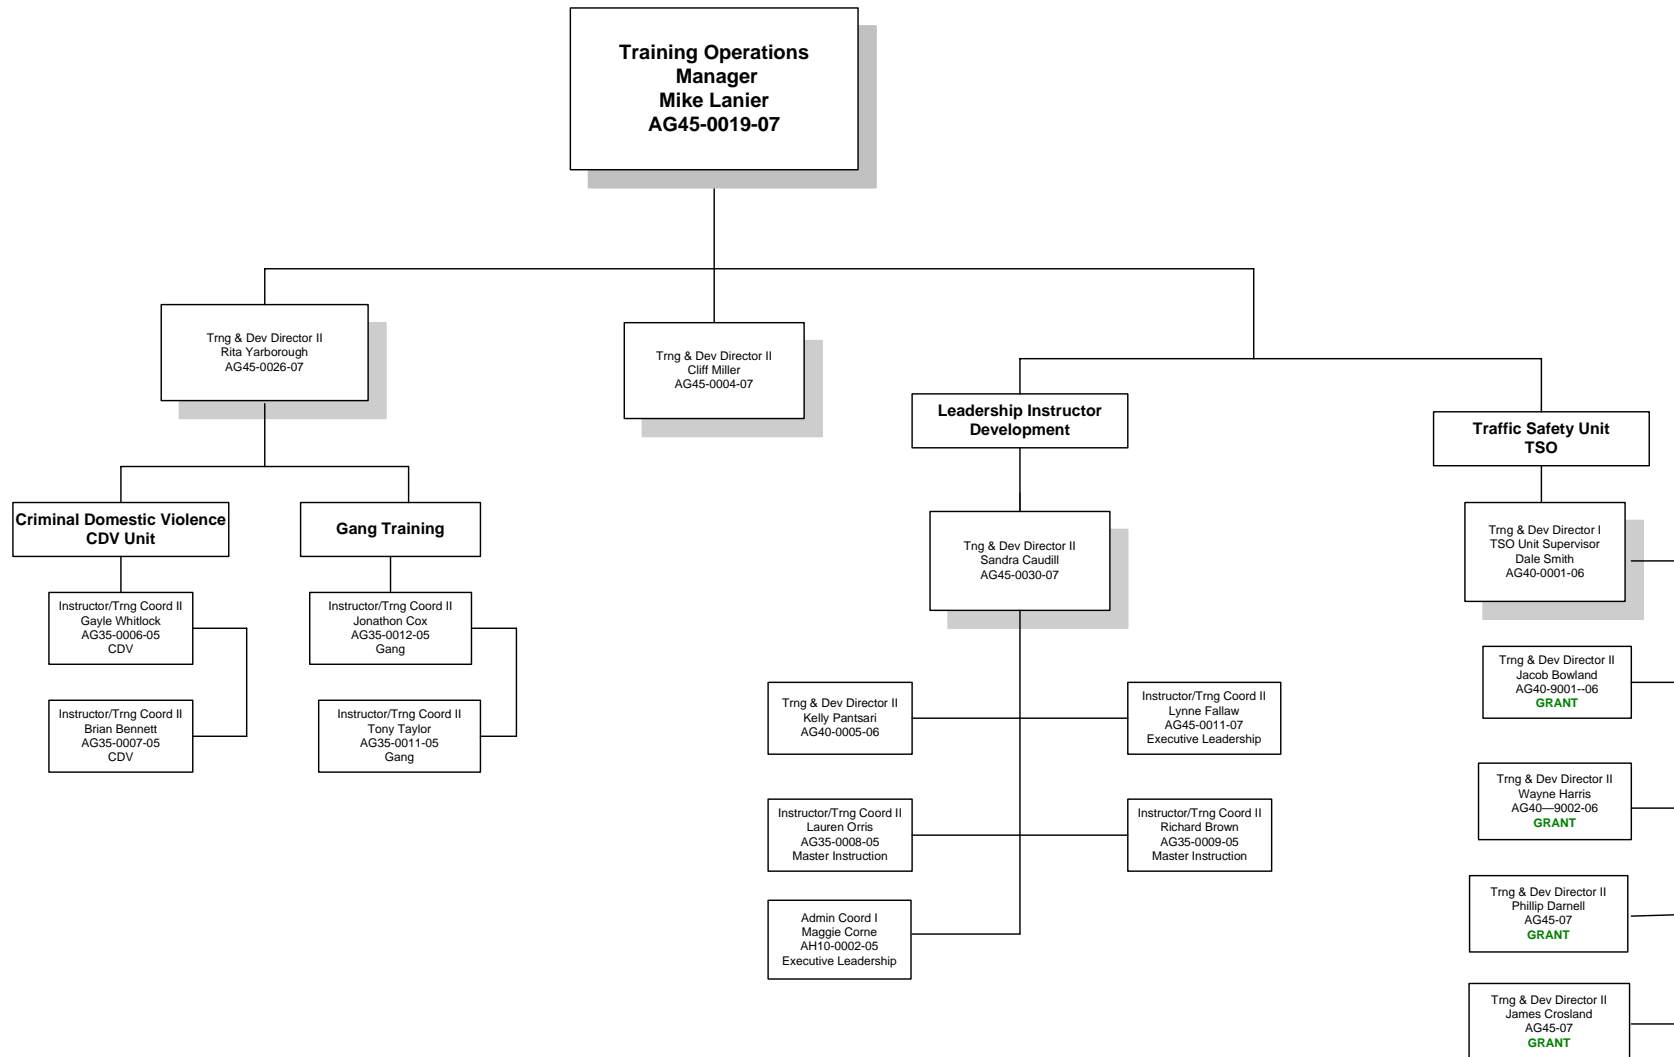 Training Operations
Manager
Mike Lanier
AG45-0019-07
Trng & Dev Director II
Rita Yarborough
AG45-0026-07
Trng & Dev Director II
Cliff Miller
AG45-0004-07
Leadership Instructor
Development
Traffic Safety Unit
TSO
Criminal Domestic Violence
CDV Unit
Gang Training
Tng & Dev Director II
Sandra Caudill
AG45-0030-07
Trng & Dev Director I
TSO Unit Supervisor
Dale Smith
AG40-0001-06
Instructor/Trng Coord II
Gayle Whitlock
AG35-0006-05
CDV
Instructor/Trng Coord II
Jonathon Cox
AG35-0012-05
Gang
Instructor/Trng Coord II
Brian Bennett
AG35-0007-05
CDV
Instructor/Trng Coord II
Tony Taylor
AG35-0011-05
Gang
Trng & Dev Director II
Kelly Pantsari
AG40-0005-06
Instructor/Trng Coord II
Lynne Fallaw
AG45-0011-07
Executive Leadership
Instructor/Trng Coord II
Lauren Orris
AG35-0008-05
Master Instruction
Instructor/Trng Coord II
Richard Brown
AG35-0009-05
Master Instruction
Admin Coord I
Maggie Corne
AH10-0002-05
Executive Leadership
Trng & Dev Director II
Jacob Bowland
AG40-9001--06
GRANT
Trng & Dev Director II
Wayne Harris
AG40—9002-06
GRANT
Trng & Dev Director II
Phillip Darnell
AG45-07
GRANT
Trng & Dev Director II
James Crosland
AG45-07
GRANT